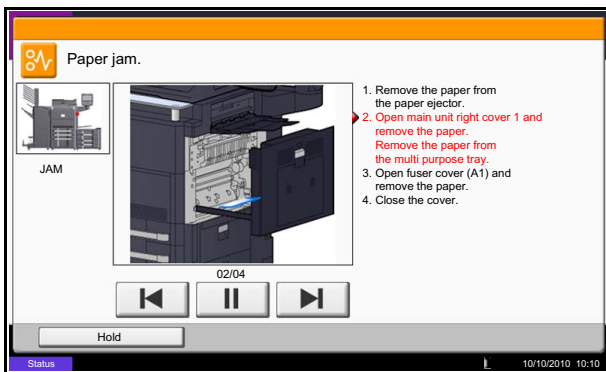 Paper jam.
JAM
1. Remove the paper from
the paper ejector.
2. Open main unit right cover 1 and
remove the paper.
Remove the paper from
the multi purpose tray.
3. Open fuser cover (A1) and
remove the paper.
4. Close the cover.
02/04
Hold
Status
10/10/2010 10:10